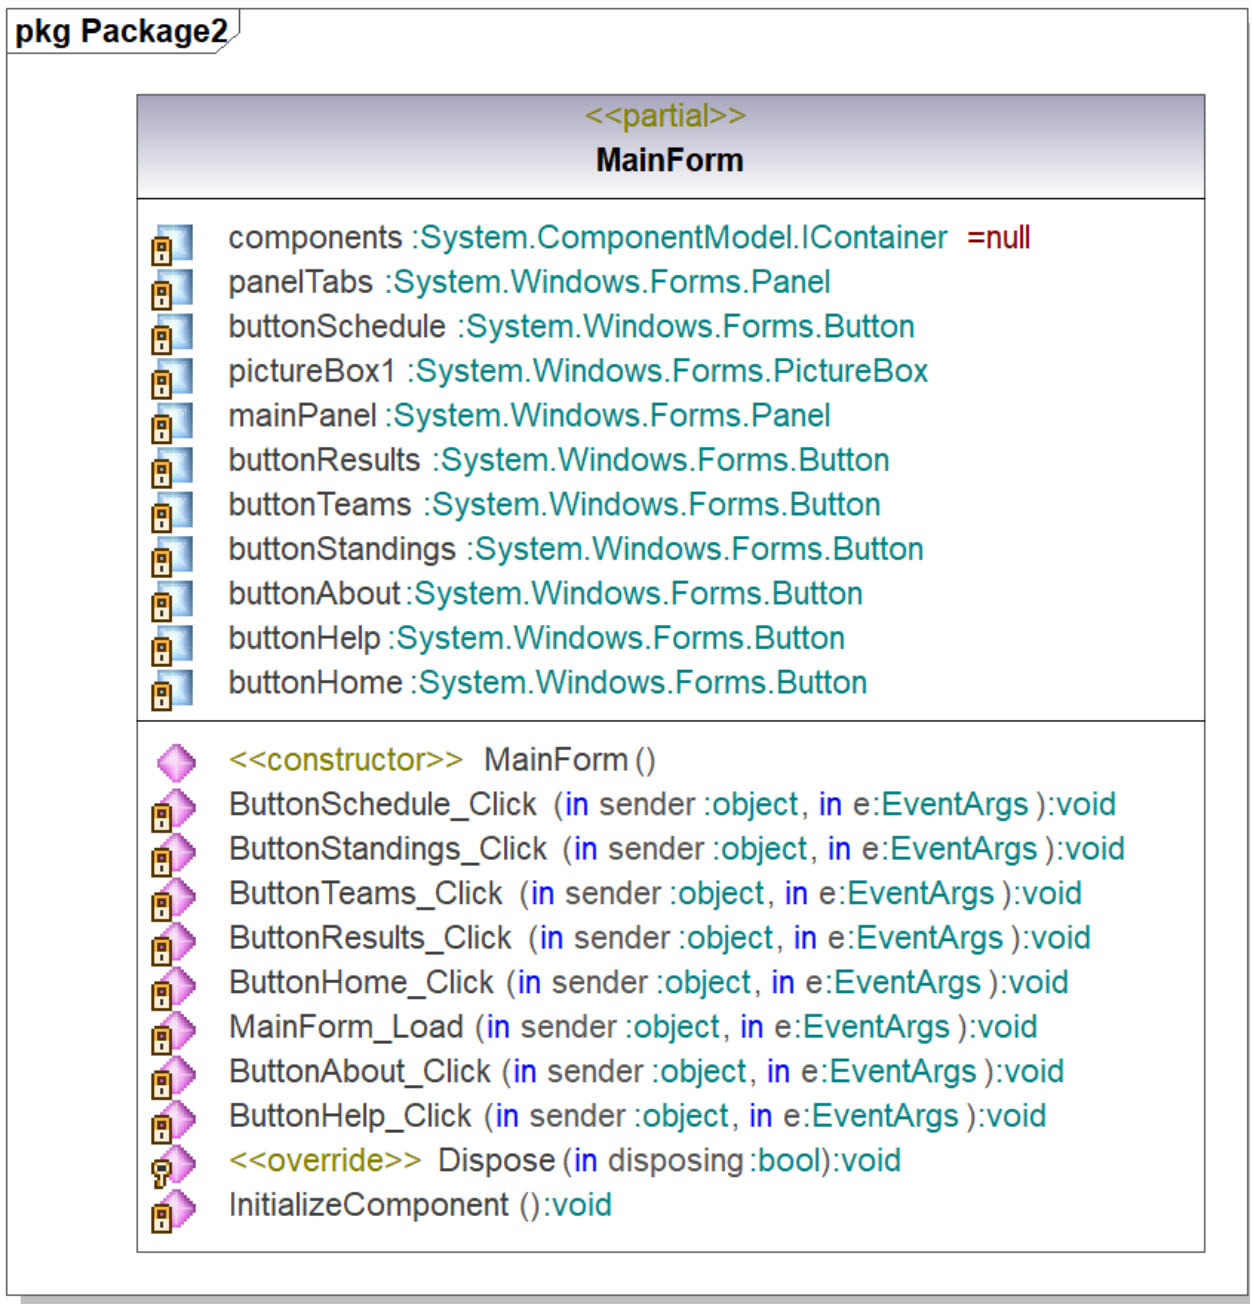 pkg Package2
<<partial>>
MainForm
components :System.ComponentModel.IContainer =null
panelTabs :System.Windows.Forms.Panel
buttonSchedule :System.Windows.Forms.Button
pictureBox1 :System.Windows.Forms.PictureBox
mainPanel :System.Windows.Forms.Panel
buttonResults :System.Windows.Forms.Button
buttonTeams :System.Windows.Forms.Button
buttonStandings :System.Windows.Forms.Button
buttonAbout :System.Windows.Forms.Button
buttonHelp :System.Windows.Forms.Button
buttonHome :System.Windows.Forms.Button
<<constructor>> MainForm ()
ButtonSchedule_Click (in sender :object, in e:EventArgs ):void
ButtonStandings_Click (in sender :object, in e:EventArgs ):void
ButtonTeams_Click (in sender :object, in e:EventArgs ):void
ButtonResults_Click (in sender :object, in e:EventArgs ):void
ButtonHome_Click (in sender :object, in e:EventArgs ):void
MainForm_Load (in sender :object, in e:EventArgs ):void
ButtonAbout_Click (in sender :object, in e:EventArgs ):void
ButtonHelp_Click (in sender :object, in e:EventArgs ):void
<<override>> Dispose (in disposing :bool):void
InitializeComponent ():void